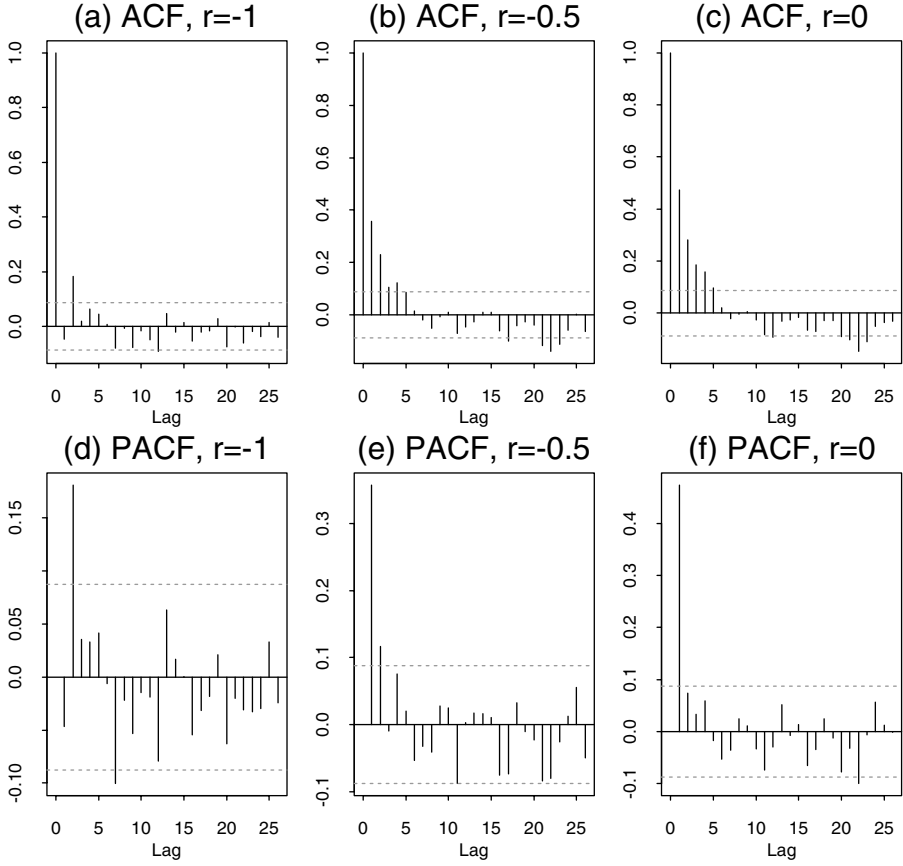 (a) ACF, r=-1
(b) ACF, r=-0.5
(c) ACF, r=0
0.0 0.2 0.4 0.6 0.8 1.0
0.0 0.2 0.4 0.6 0.8 1.0
0.0 0.2 0.4 0.6 0.8 1.0
0 5 10 15 20 25
0 5 10 15 20 25
0 5 10 15 20 25
Lag
Lag
Lag
(d) PACF, r=-1
(e) PACF, r=-0.5
(f) PACF, r=0
-0.10 0.0 0.05 0.15
-0.1 0.0 0.1 0.2 0.3
-0.1 0.0 0.1 0.2 0.3 0.4
0 5 10 15 20 25
0 5 10 15 20 25
0 5 10 15 20 25
Lag
Lag
Lag